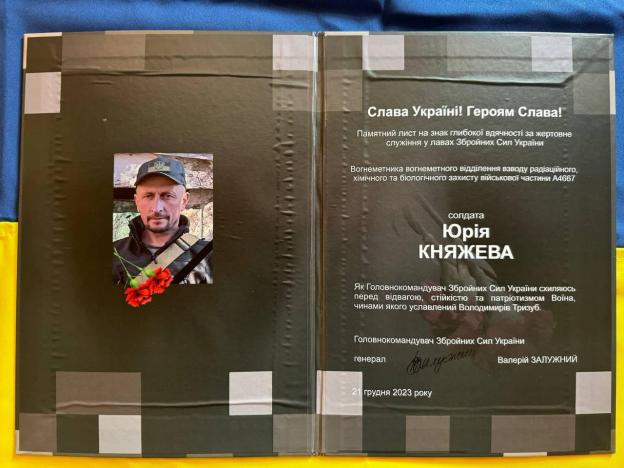 Слава Україні! Героям Слава!
Пам'ятний лист на знак глибокої вдячності за жертовне
служіння у лавах Збройних Сил України
Вогнеметника вогнеметного відділення взводу радіаційного,
хімічного та біологічного захисту військової частини А4667
солдата
Юрія
КНЯЖЕВА
Як Головнокомандувач Збройних Сил України схиляюсь
перед відвагою, стійкістю та патріотизмом Воїна,
чинами якого уславлений Володимирів Тризуб.
Головнокомандувач Збройних Сил України
генерал Залужний Валерій ЗАЛУЖНИЙ
21 грудня 2023 року